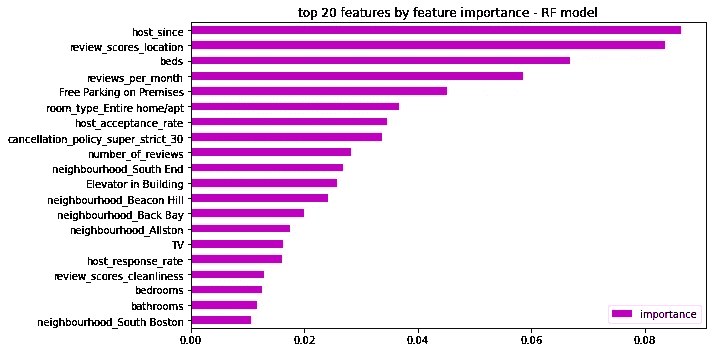 top 20 features by feature importance - RF model
host_since
review_scores_location
beds
reviews_per_month
Free Parking on Premises
room_type_Entire home/apt
host_acceptance_rate
cancellation_policy_super_strict_30
number_of_reviews
neighbourhood_South End
Elevator in Building
neighbourhood_Beacon Hill
neighbourhood_Back Bay
neighbourhood_Allston
TV
host_response_rate
review_scores_cleanliness
bedrooms
bathrooms
neighbourhood_South Boston
importance
0.00 0.02 0.04 0.06 0.08